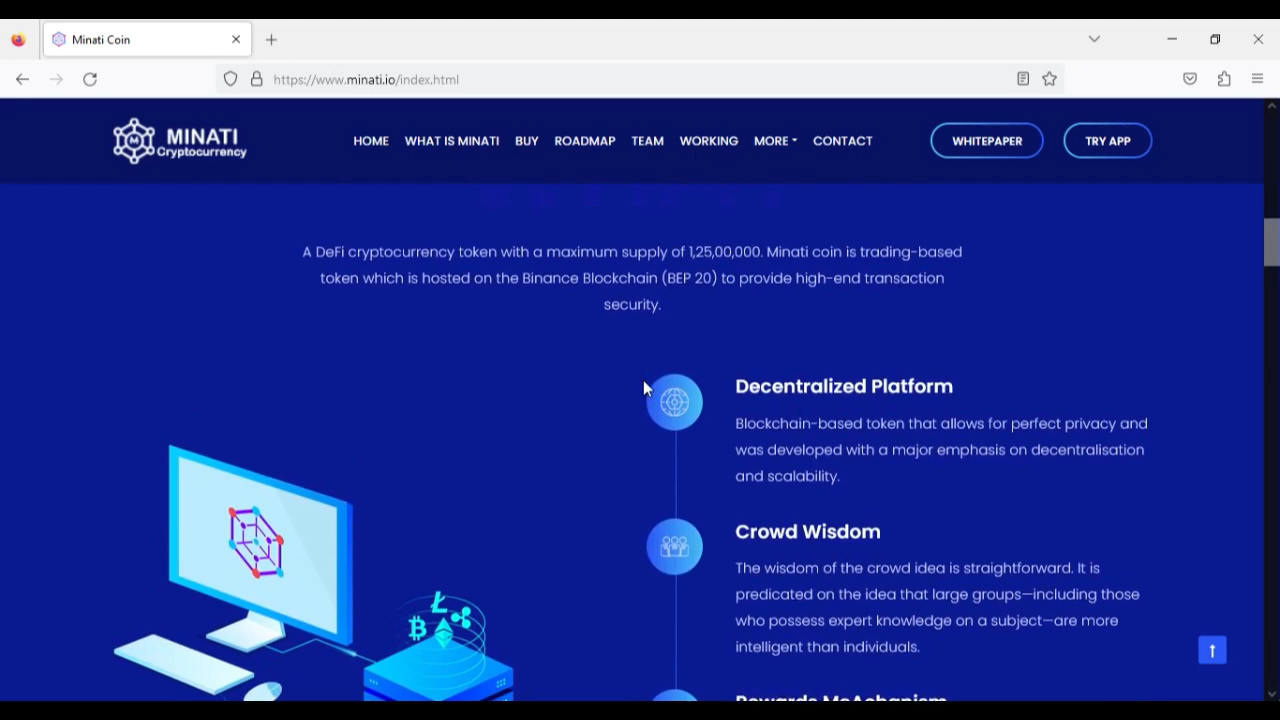 Minati Coin
https://www.minati.io/index.html
MINATI
Cryptocurrency
HOME WHAT IS MINATI BUY ROADMAP TEAM WORKING MORE CONTACT WHITEPAPER TRY APP
A DeFi cryptocurrency token with a maximum supply of 1,25,00,000. Minati coin is trading-based
token which is hosted on the Binance Blockchain (BEP 20) to provide high-end transaction
security.
Decentralized Platform
Blockchain-based token that allows for perfect privacy and
was developed with a major emphasis on decentralisation
and scalability.
Crowd Wisdom
The wisdom of the crowd idea is straightforward. It is
predicated on the idea that large groups—including those
who possess expert knowledge on a subject—are more
intelligent than individuals.
Rewards McAchanism